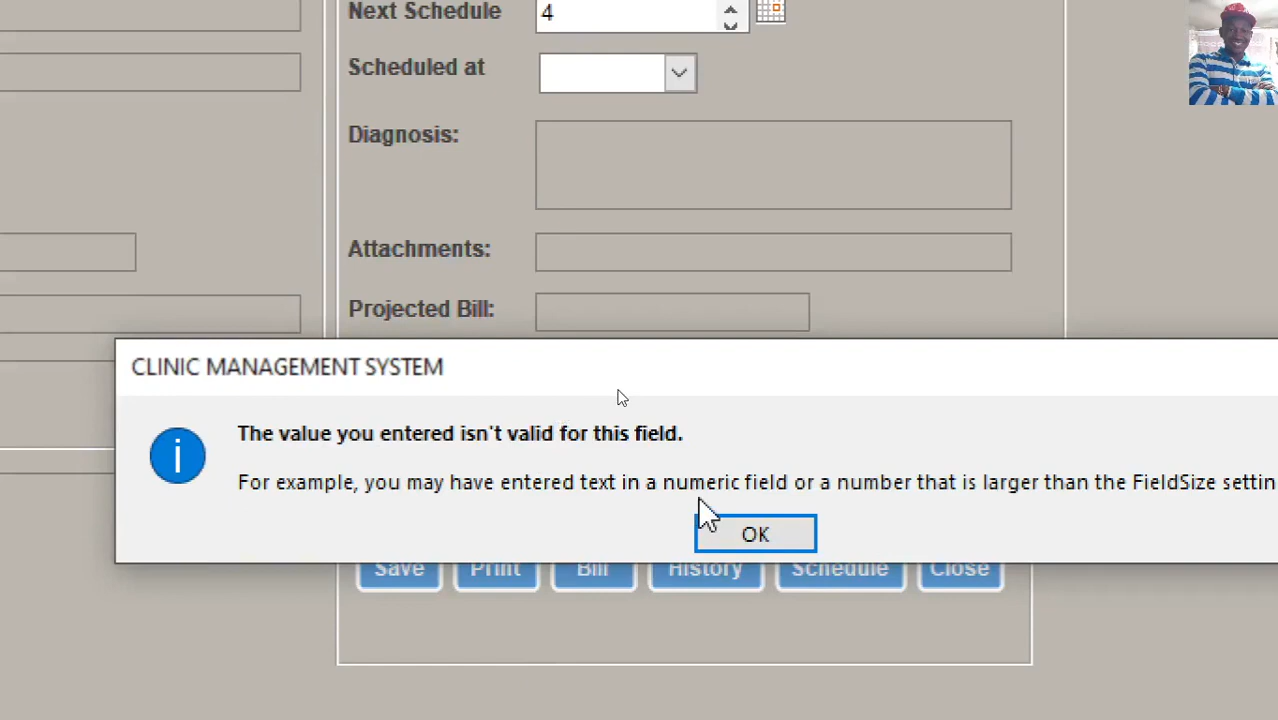 Next Schedule 4
Scheduled at
Diagnosis:
Attachments:
Projected Bill:
CLINIC MANAGEMENT SYSTEM
The value you entered isn't valid for this field.
For example, you may have entered text in a numeric field or a number that is larger than the FieldSize settin
OK
Save Print Bill History Schedule Close